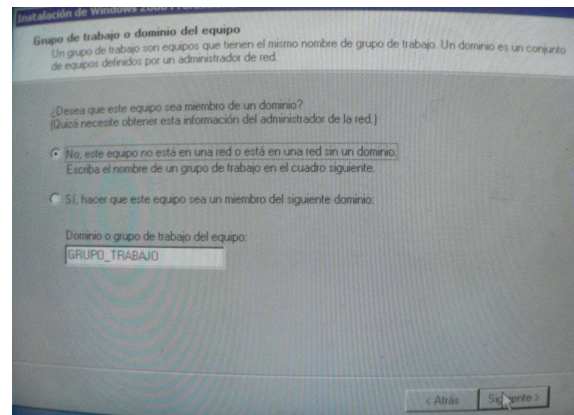 Instalación de Windows 2000
Grupo de trabajo o dominio del equipo
Un grupo de trabajo son equipos que tienen el mismo nombre de grupo de trabajo. Un dominio es un conjunto
de equipos definidos por un administrador de red.
¿Desea que este equipo sea miembro de un dominio?
(Quizá necesite obtener esta información del administrador de la red.)
No, este equipo no está en una red o está en una red sin un dominio.
Escriba el nombre de un grupo de trabajo en el cuadro siguiente.
Sí, hacer que este equipo sea un miembro del siguiente dominio:
Dominio o grupo de trabajo del equipo:
GRUPO_TRABAJO
< Atrás
Siguiente >